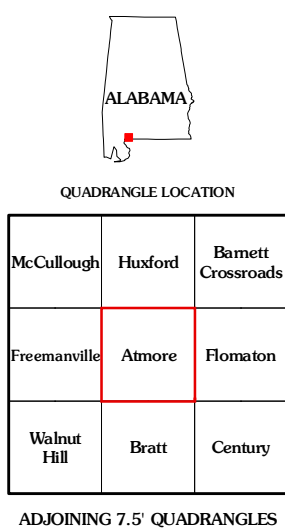 ALABAMA
QUADRANGLE LOCATION
McCullough
Huxford
Barnett
Crossroads
Freemanville
Atmore
Flomaton
Walnut
Hill
Bratt
Century
ADJOINING 7.5' QUADRANGLES